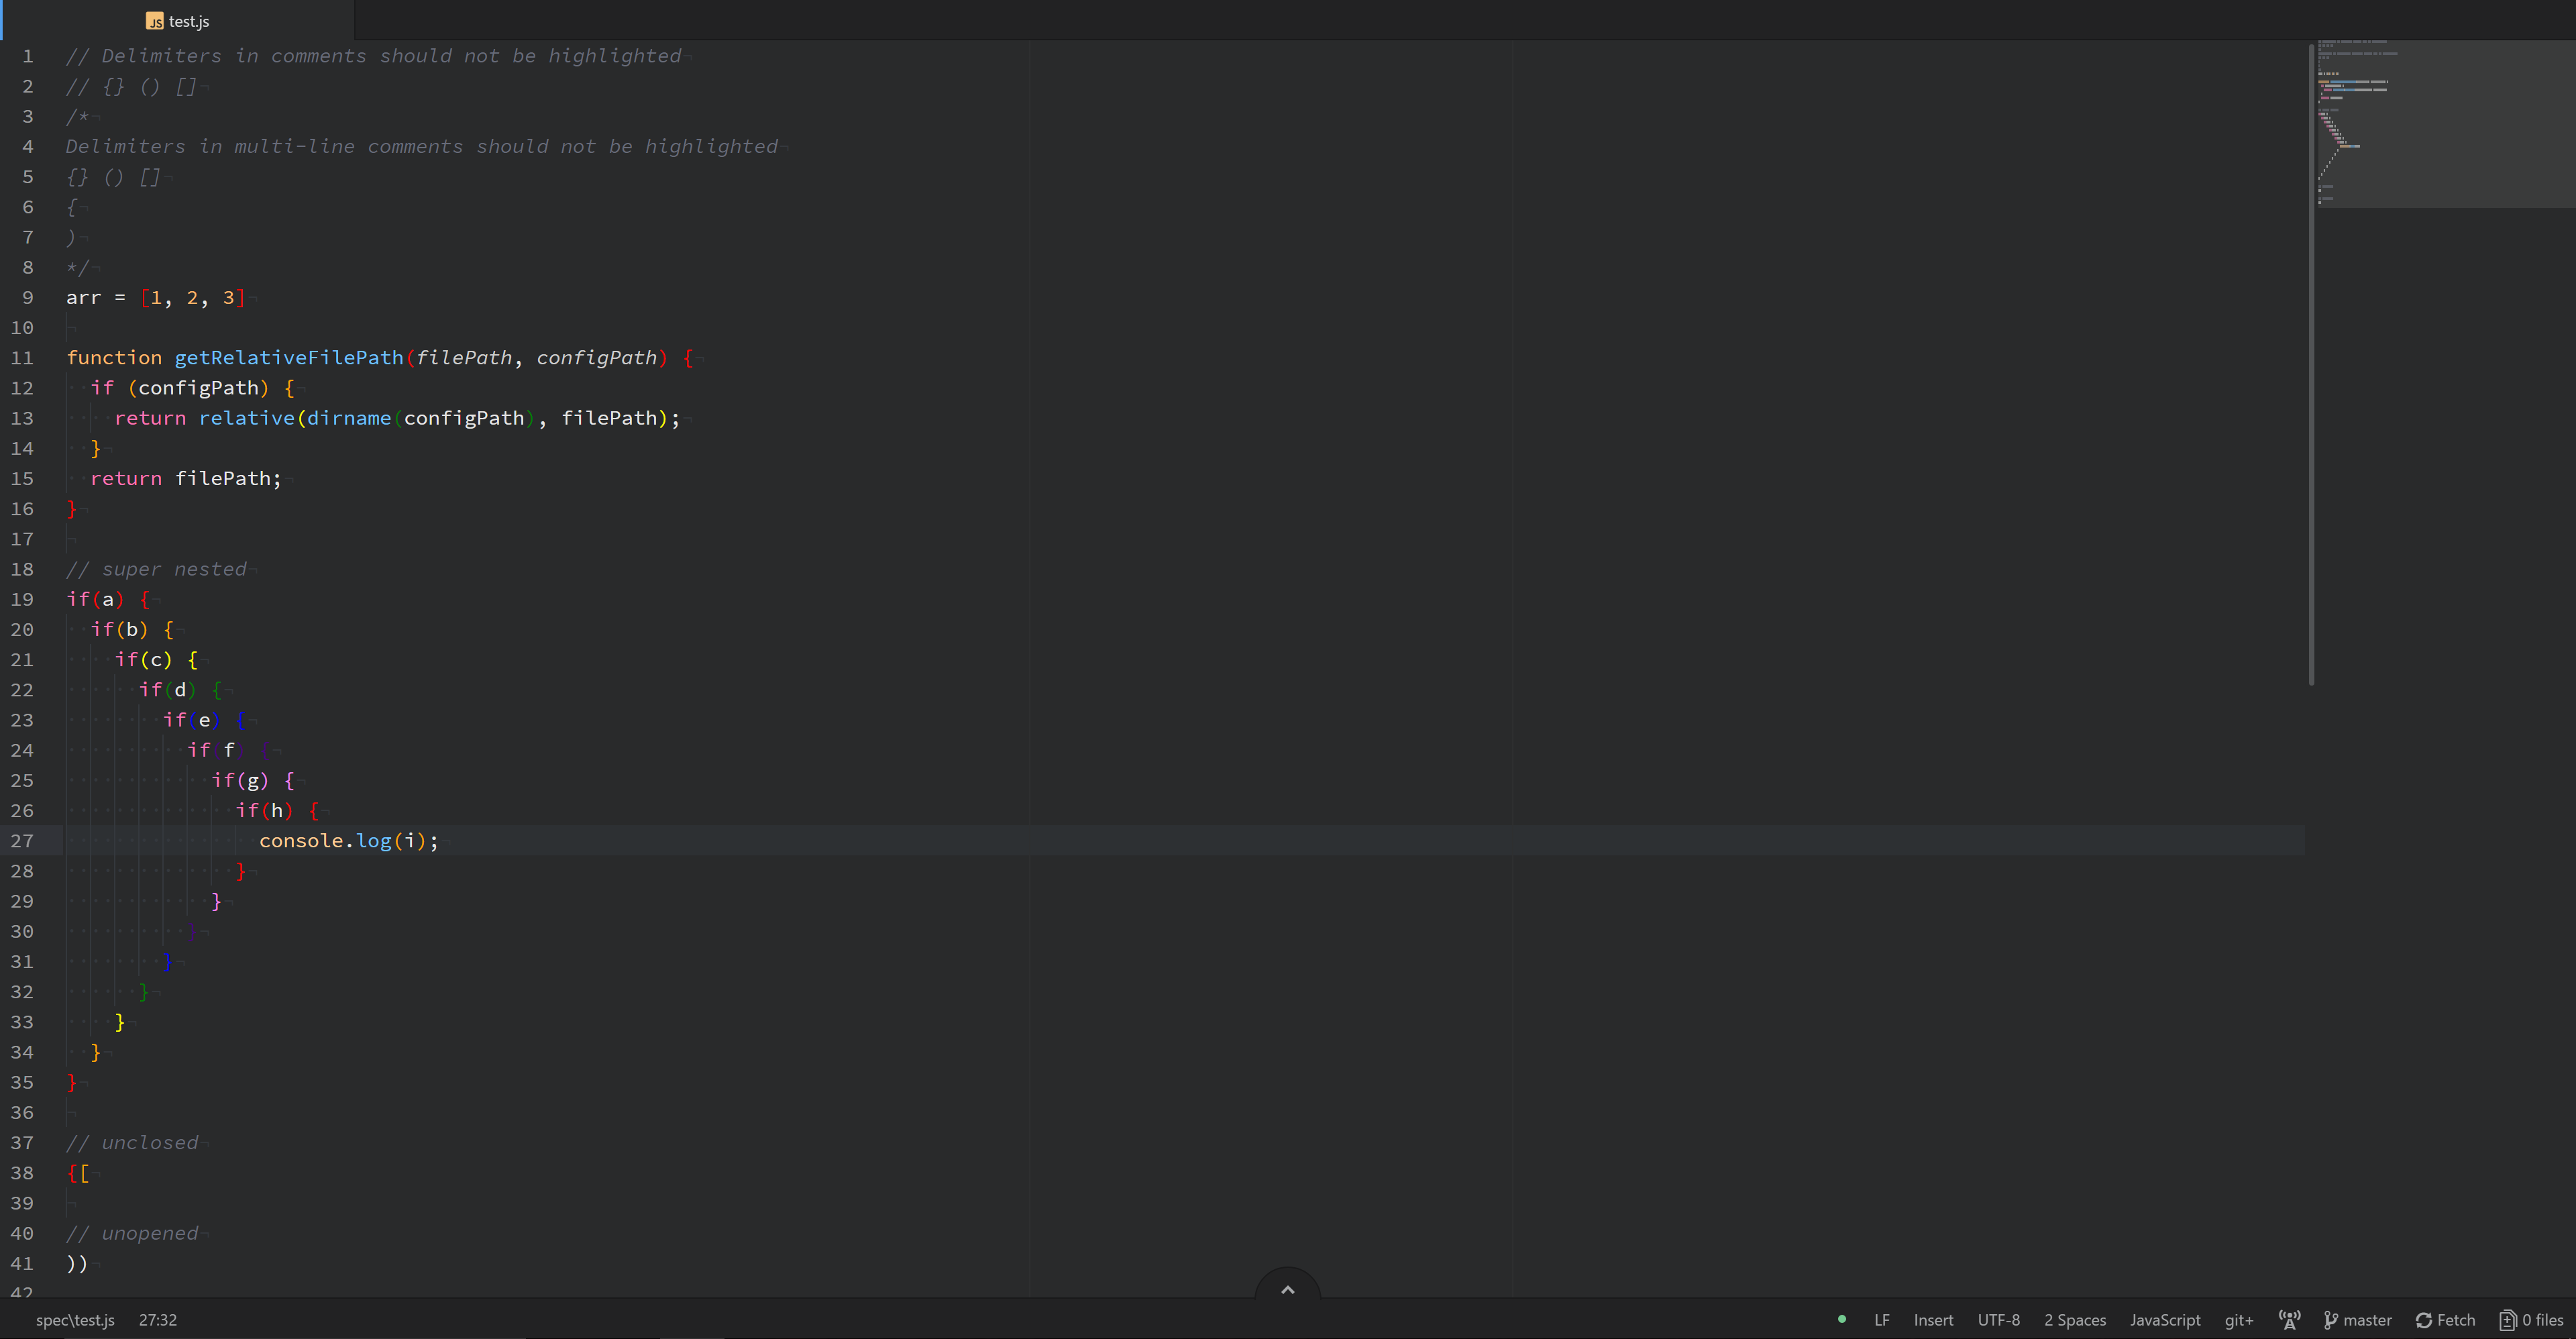 JS test.js
1 // Delimiters in comments should not be highlighted
2 // {} () []
3 /*
4 Delimiters in multi-line comments should not be highlighted
5 {} () []
6 {
7 )
8 */
9 arr = [1, 2, 3]
10
11 function getRelativeFilePath(filePath, configPath) {
12   if (configPath) {
13     return relative(dirname(configPath), filePath);
14   }
15   return filePath;
16 }
17
18 // super nested
19 if(a) {
20   if(b) {
21     if(c) {
22       if(d) {
23         if(e) {
24           if(f) {
25             if(g) {
26               if(h) {
27                 console.log(i);
28               }
29             }
30           }
31         }
32       }
33     }
34   }
35 }
36
37 // unclosed
38 {[
39
40 // unopened
41 ))
42
spec\test.js 27:32 LF Insert UTF-8 2 Spaces JavaScript git+ master Fetch 0 files